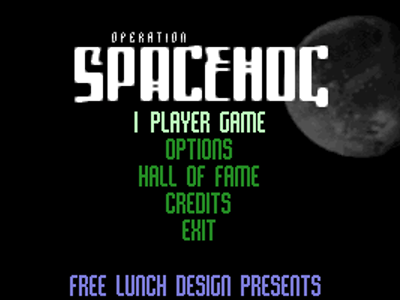 OPERATION
SPACEHOG
1 PLAYER GAME
OPTIONS
HALL OF FAME
CREDITS
EXIT
FREE LUNCH DESIGN PRESENTS